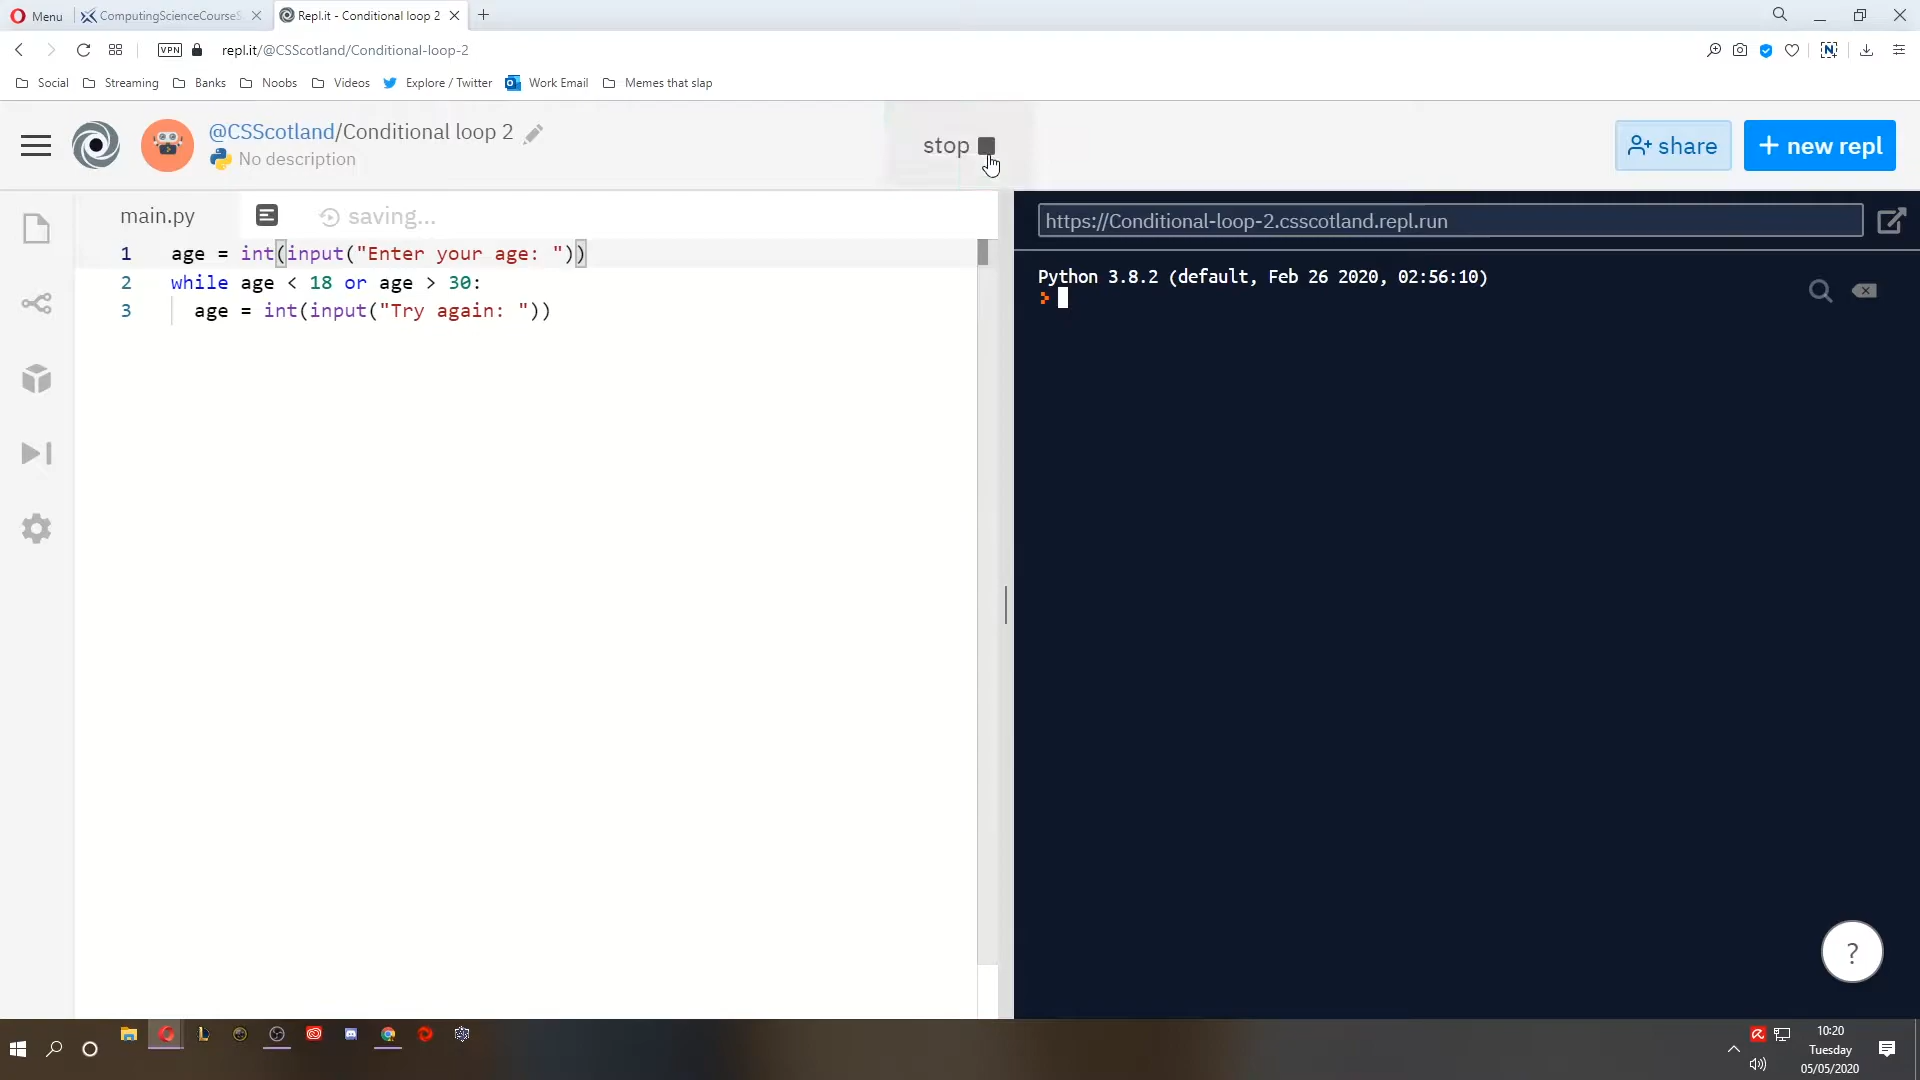 Menu
ComputingScienceCourseS
Repl.it - Conditional loop 2
VPN
repl.it/@CSScotland/Conditional-loop-2
Social
Streaming
Banks
Noobs
Videos
Explore / Twitter
Work Email
Memes that slap
@CSScotland/Conditional loop 2
No description
stop
share
+ new repl
main.py
saving...
https://Conditional-loop-2.csscotland.repl.run
1 age = int(input("Enter your age: "))
2 while age < 18 or age > 30:
3 age = int(input("Try again: "))
Python 3.8.2 (default, Feb 26 2020, 02:56:10)
>
?
10:20
Tuesday
05/05/2020